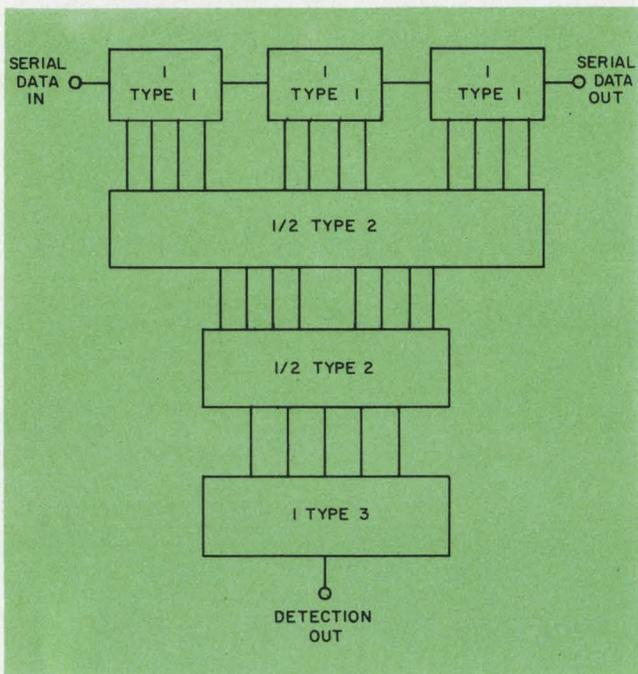 SERIAL
DATA
IN
1
TYPE 1
1
TYPE 1
1
TYPE 1
SERIAL
DATA
OUT
1/2 TYPE 2
1/2 TYPE 2
1 TYPE 3
DETECTION
OUT